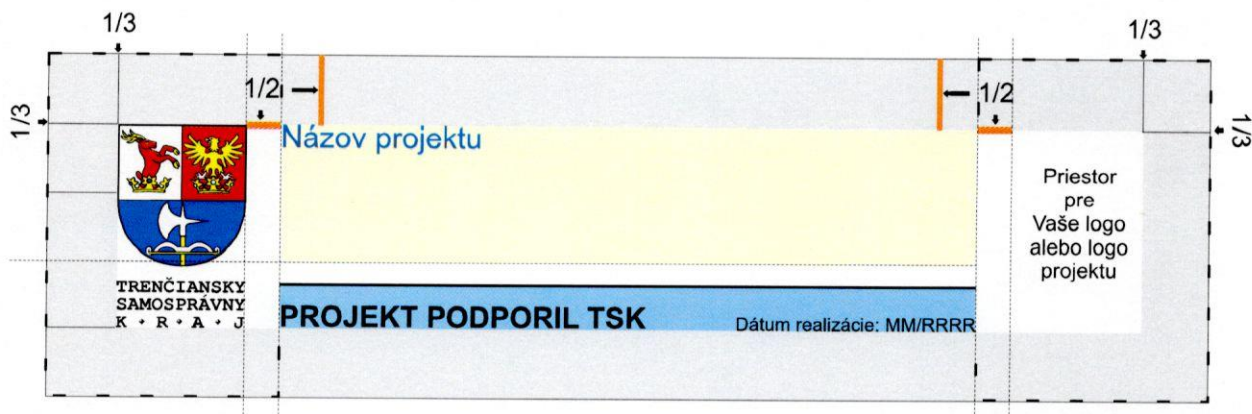 1/3
1/3
1/2
1/2
1/3
1/3
Názov projektu
Priestor
pre
Vaše logo
alebo logo
projektu
TRENČIANSKY
SAMOSPRÁVNY
K · R · A · J
PROJEKT PODPORIL TSK
Dátum realizácie: MM/RRRR